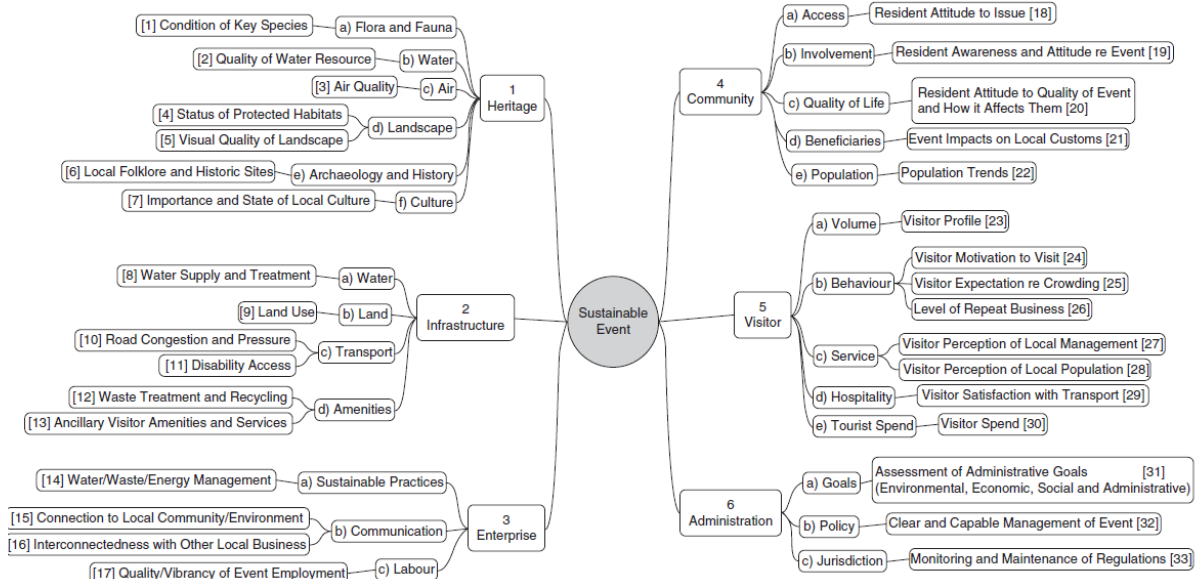 [1] Condition of Key Species
a) Flora and Fauna
[2] Quality of Water Resource
b) Water
[3] Air Quality
c) Air
[4] Status of Protected Habitats
[5] Visual Quality of Landscape
d) Landscape
[6] Local Folklore and Historic Sites
e) Archaeology and History
[7] Importance and State of Local Culture
f) Culture
1
Heritage
[8] Water Supply and Treatment
a) Water
[9] Land Use
b) Land
[10] Road Congestion and Pressure
[11] Disability Access
c) Transport
[12] Waste Treatment and Recycling
[13] Ancillary Visitor Amenities and Services
d) Amenities
2
Infrastructure
[14] Water/Waste/Energy Management
a) Sustainable Practices
[15] Connection to Local Community/Environment
[16] Interconnectedness with Other Local Business
b) Communication
[17] Quality/Vibrancy of Event Employment
c) Labour
3
Enterprise
Sustainable
Event
4
Community
a) Access
Resident Attitude to Issue [18]
b) Involvement
Resident Awareness and Attitude re Event [19]
c) Quality of Life
Resident Attitude to Quality of Event
and How it Affects Them [20]
d) Beneficiaries
Event Impacts on Local Customs [21]
e) Population
Population Trends [22]
5
Visitor
a) Volume
Visitor Profile [23]
b) Behaviour
Visitor Motivation to Visit [24]
Visitor Expectation re Crowding [25]
Level of Repeat Business [26]
c) Service
Visitor Perception of Local Management [27]
Visitor Perception of Local Population [28]
d) Hospitality
Visitor Satisfaction with Transport [29]
e) Tourist Spend
Visitor Spend [30]
6
Administration
a) Goals
Assessment of Administrative Goals [31]
(Environmental, Economic, Social and Administrative)
b) Policy
Clear and Capable Management of Event [32]
c) Jurisdiction
Monitoring and Maintenance of Regulations [33]